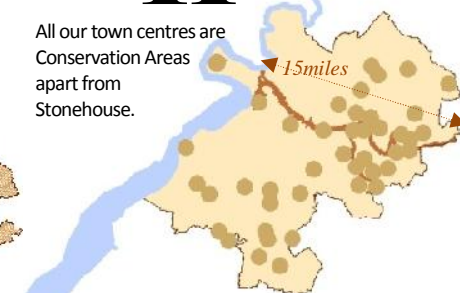 All our town centres are
Conservation Areas
apart from
Stonehouse.
15miles